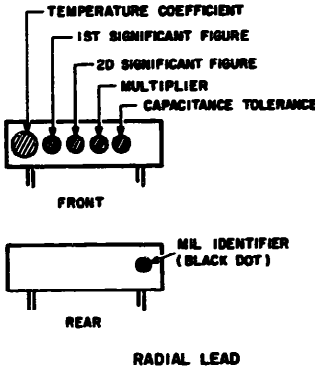 TEMPERATURE COEFFICIENT
1ST SIGNIFICANT FIGURE
2D SIGNIFICANT FIGURE
MULTIPLIER
CAPACITANCE TOLERANCE
FRONT
MIL IDENTIFIER
(BLACK DOT)
REAR
RADIAL LEAD